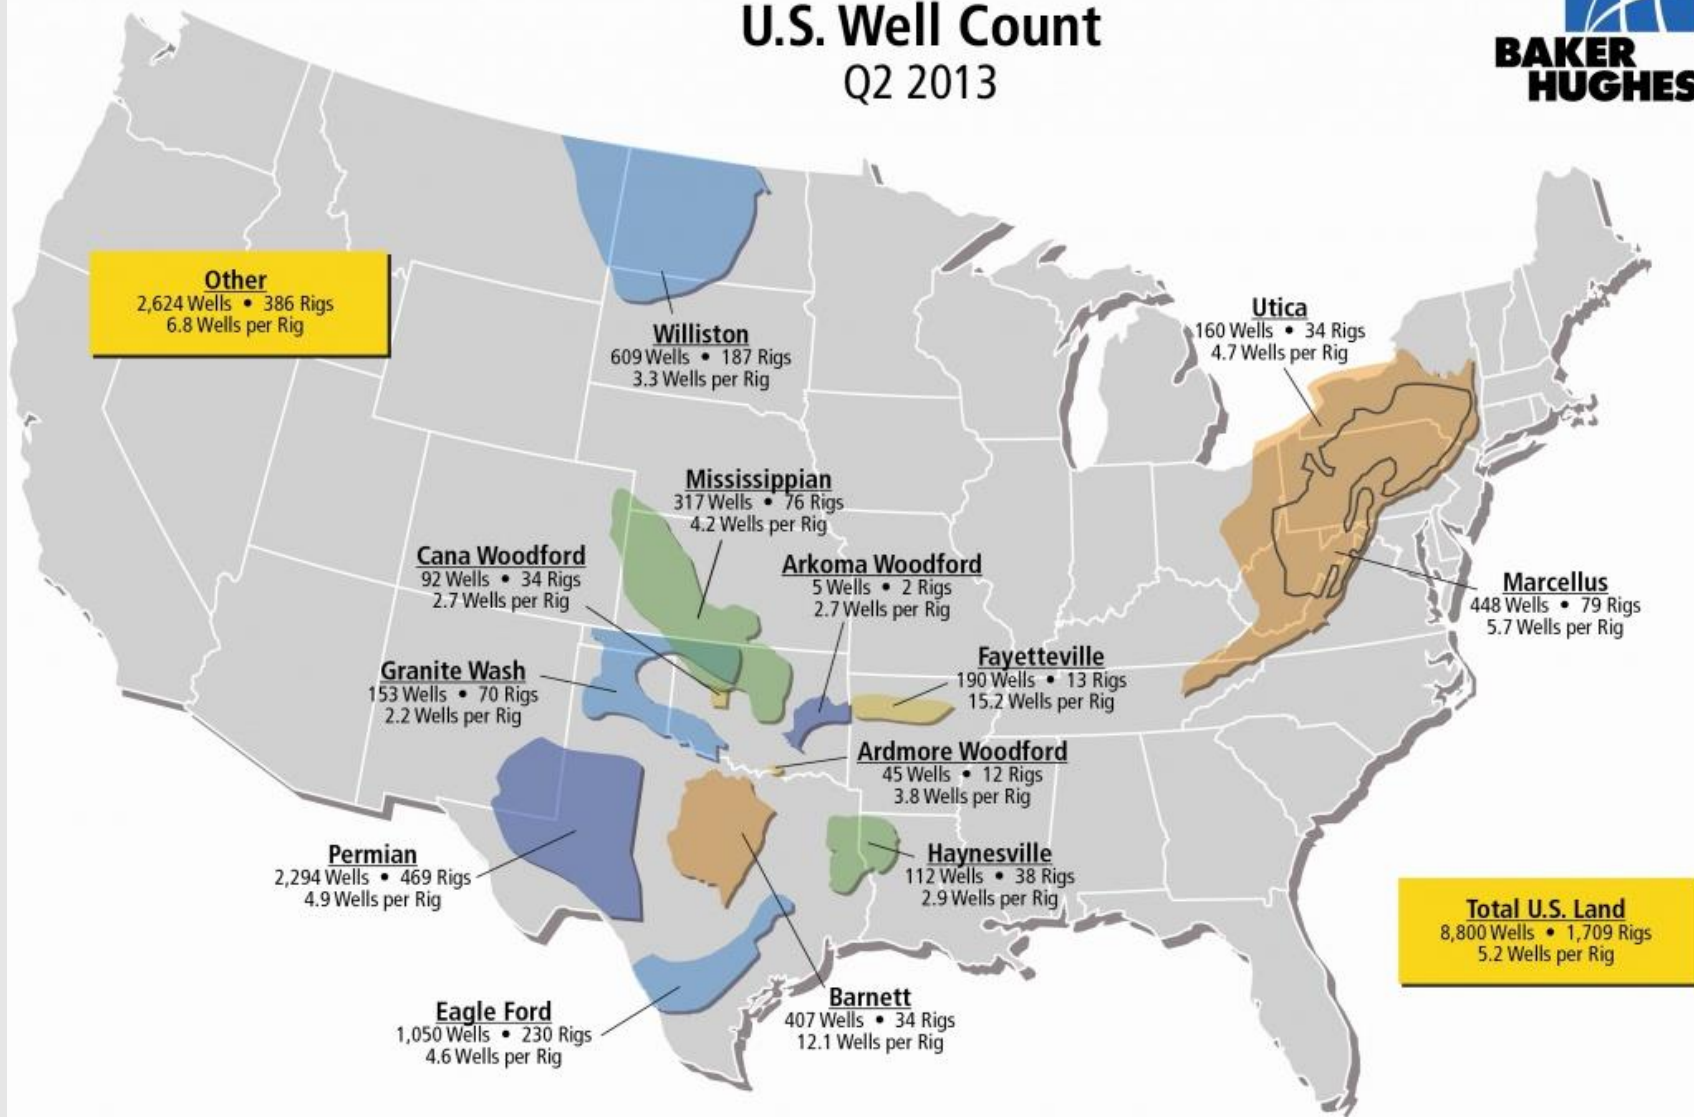 U.S. Well Count
Q2 2013
BAKER
HUGHES
Other
2,624 Wells • 386 Rigs
6.8 Wells per Rig
Williston
609 Wells • 187 Rigs
3.3 Wells per Rig
Utica
160 Wells • 34 Rigs
4.7 Wells per Rig
Mississippian
317 Wells • 76 Rigs
4.2 Wells per Rig
Cana Woodford
92 Wells • 34 Rigs
2.7 Wells per Rig
Arkoma Woodford
5 Wells • 2 Rigs
2.7 Wells per Rig
Marcellus
448 Wells • 79 Rigs
5.7 Wells per Rig
Granite Wash
153 Wells • 70 Rigs
2.2 Wells per Rig
Fayetteville
190 Wells • 13 Rigs
15.2 Wells per Rig
Ardmore Woodford
45 Wells • 12 Rigs
3.8 Wells per Rig
Permian
2,294 Wells • 469 Rigs
4.9 Wells per Rig
Haynesville
112 Wells • 38 Rigs
2.9 Wells per Rig
Total U.S. Land
8,800 Wells • 1,709 Rigs
5.2 Wells per Rig
Eagle Ford
1,050 Wells • 230 Rigs
4.6 Wells per Rig
Barnett
407 Wells • 34 Rigs
12.1 Wells per Rig